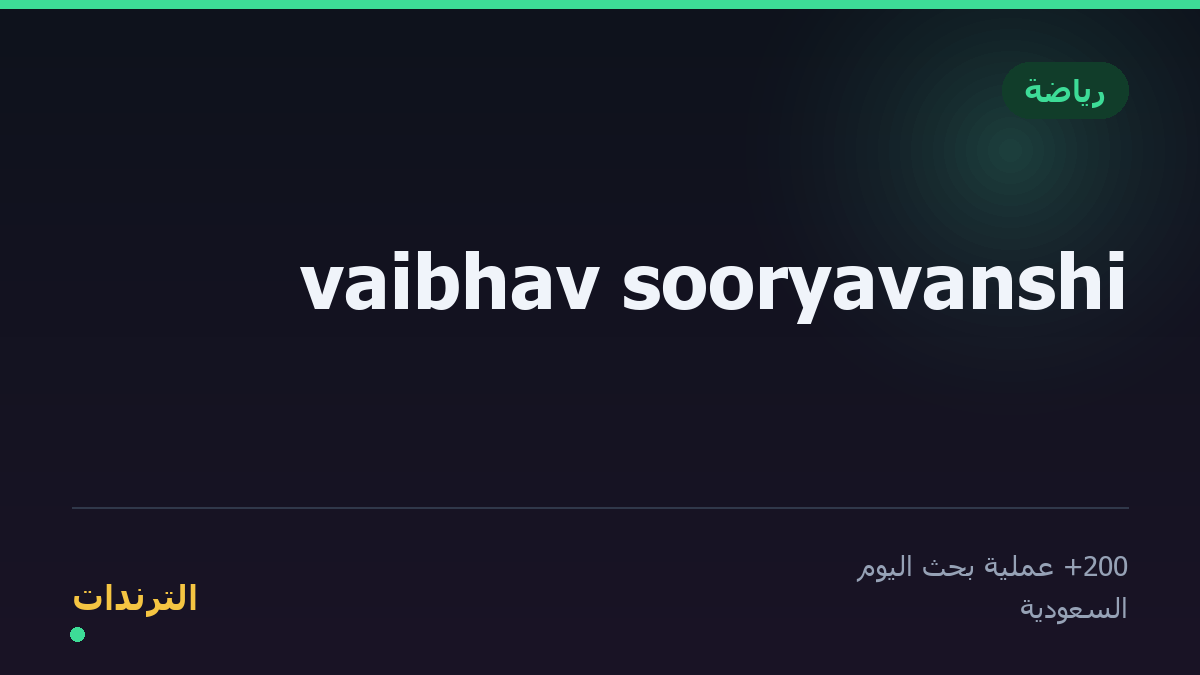 رياضة
vaibhav sooryavanshi
200+ عملية بحث اليوم
السعودية
الترندات